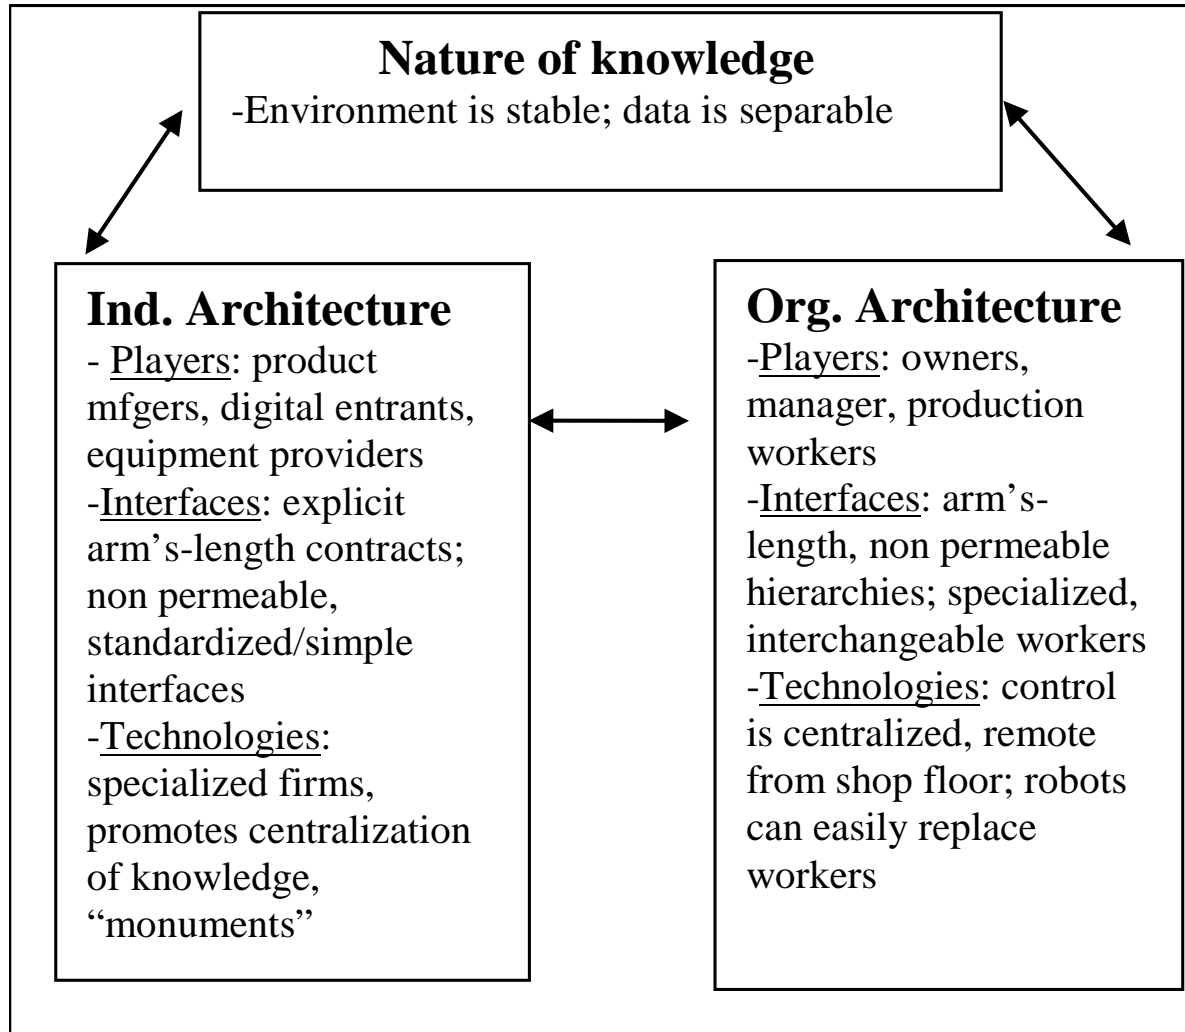 Nature of knowledge
-Environment is stable; data is separable
Ind. Architecture
- Players: product
mfgers, digital entrants,
equipment providers
-Interfaces: explicit
arm’s-length contracts;
non permeable,
standardized/simple
interfaces
-Technologies:
specialized firms,
promotes centralization
of knowledge,
“monuments”
Org. Architecture
-Players: owners,
manager, production
workers
-Interfaces: arm’s-
length, non permeable
hierarchies; specialized,
interchangeable workers
-Technologies: control
is centralized, remote
from shop floor; robots
can easily replace
workers